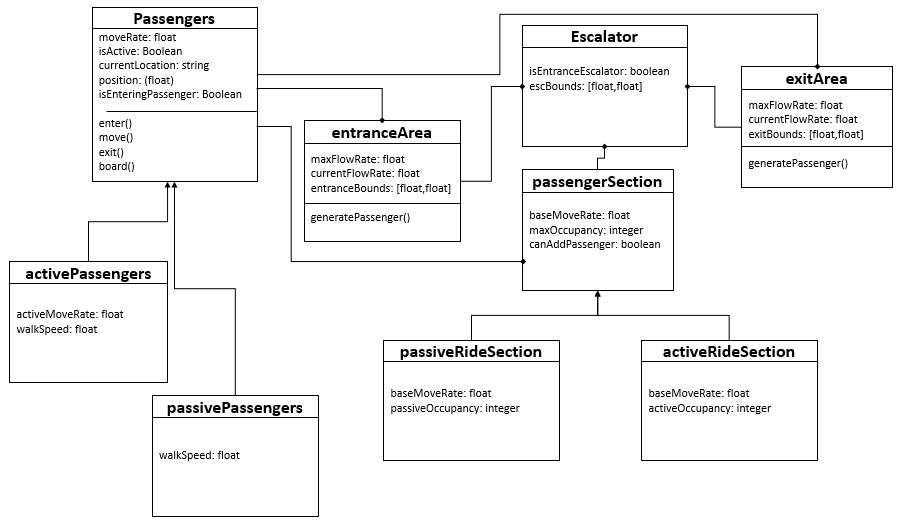 Passengers
moveRate: float
isActive: Boolean
currentLocation: string
position: (float)
isEnteringPassenger: Boolean
enter()
move()
exit()
board()
Escalator
isEntranceEscalator: boolean
escBounds: [float,float]
exitArea
maxFlowRate: float
currentFlowRate: float
exitBounds: [float,float]
generatePassenger()
entranceArea
maxFlowRate: float
currentFlowRate: float
entranceBounds: [float,float]
generatePassenger()
passengerSection
baseMoveRate: float
maxOccupancy: integer
canAddPassenger: boolean
activePassengers
activeMoveRate: float
walkSpeed: float
passivePassengers
walkSpeed: float
passiveRideSection
baseMoveRate: float
passiveOccupancy: integer
activeRideSection
baseMoveRate: float
activeOccupancy: integer